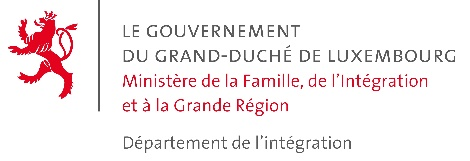 LE GOUVERNEMENT
DU GRAND-DUCHÉ DE LUXEMBOURG
Ministère de la Famille, de l'Intégration
et à la Grande Région
Département de l'intégration